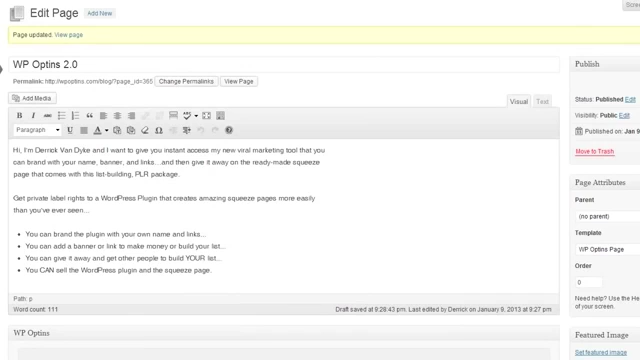 Scree
Edit Page Add New
Page updated. View page
WP Optins 2.0
Permalink: http://wpoptins.com/blog/?page_id=365 Change Permalinks View Page
Add Media
Visual Text
B I ABC
Paragraph U A
Hi, I'm Derrick Van Dyke and I want to give you instant access my new viral marketing tool that you
can brand with your name, banner, and links...and then give it away on the ready-made squeeze
page that comes with this list-building, PLR package.
Get private label rights to a WordPress Plugin that creates amazing squeeze pages more easily
than you've ever seen...
You can brand the plugin with your own name and links...
You can add a banner or link to make money or build your list...
You can give it away and get other people to build YOUR list...
You CAN sell the WordPress plugin and the squeeze page.
Path: p
Word count: 111 Draft saved at 9:28:43 pm. Last edited by Derrick on January 9, 2013 at 9:27 pm
WP Optins
Publish
Status: Published Edit
Visibility: Public Edit
Published on: Jan 9
Move to Trash
Page Attributes
Parent
(no parent)
Template
WP Optins Page
Order
0
Need help? Use the He
of your screen.
Featured Image
Set featured image